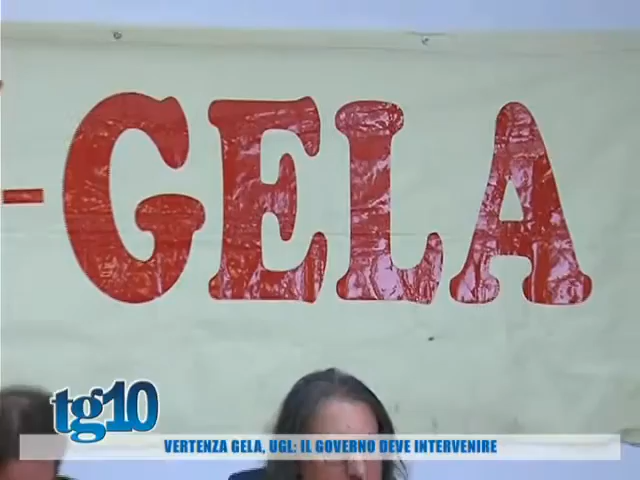 -GELA
tg10
VERTENZA GELA, UGL: IL GOVERNO DEVE INTERVENIRE